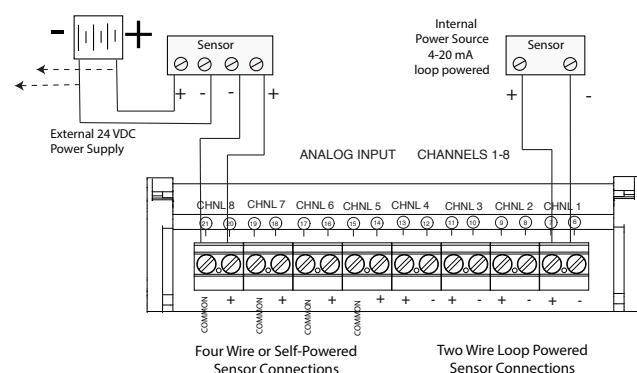 - +
Sensor
+ - - +
External 24 VDC
Power Supply
Internal
Power Source
4-20 mA
loop powered
Sensor
+ -
ANALOG INPUT CHANNELS 1-8
CHNL 8 CHNL 7 CHNL 6 CHNL 5 CHNL 4 CHNL 3 CHNL 2 CHNL 1
21 20 19 18 17 16 15 14 13 12 11 10 9 8 7 6
COMMON + COMMON + COMMON + COMMON + + - + - + - + -
Four Wire or Self-Powered
Sensor Connections
Two Wire Loop Powered
Sensor Connections